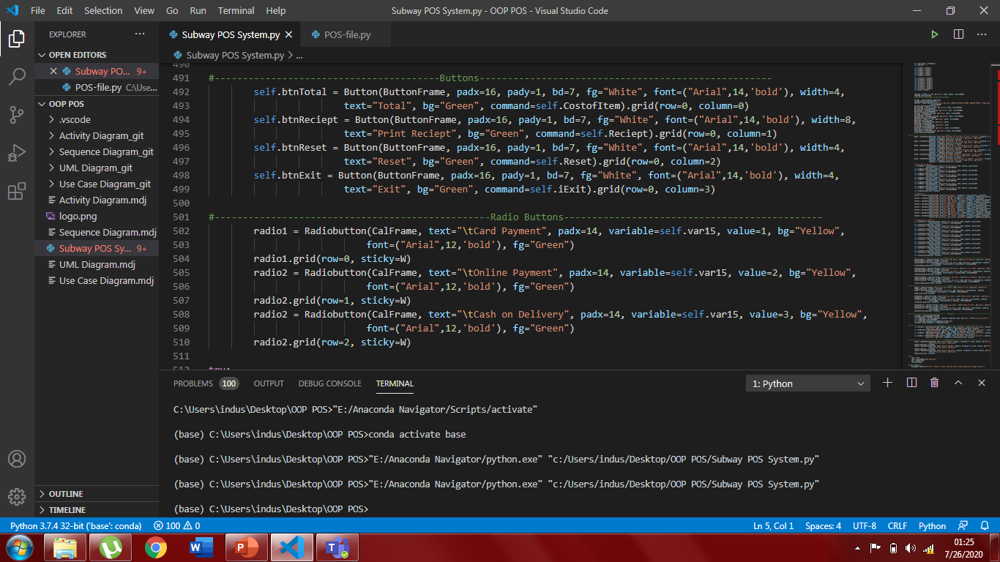 File Edit Selection View Go Run Terminal Help Subway POS System.py - OOP POS - Visual Studio Code
EXPLORER
OPEN EDITORS
Subway PO... 9+
POS-file.py C:\Use...
OOP POS
.vscode
Activity Diagram_git
Sequence Diagram_git
UML Diagram_git
Use Case Diagram_git
Activity Diagram.mdj
logo.png
Sequence Diagram.mdj
Subway POS Sy... 9+
UML Diagram.mdj
Use Case Diagram.mdj
OUTLINE
TIMELINE
Subway POS System.py POS-file.py
Subway POS System.py > ...
490
491 #----------------------------------------Buttons----------------------------------------------------
492 self.btnTotal = Button(ButtonFrame, padx=16, pady=1, bd=7, fg="White", font=("Arial",14,'bold'), width=4,
493 text="Total", bg="Green", command=self.CostofItem).grid(row=0, column=0)
494 self.btnReciept = Button(ButtonFrame, padx=16, pady=1, bd=7, fg="White", font=("Arial",14,'bold'), width=8,
495 text="Print Reciept", bg="Green", command=self.Reciept).grid(row=0, column=1)
496 self.btnReset = Button(ButtonFrame, padx=16, pady=1, bd=7, fg="White", font=("Arial",14,'bold'), width=4,
497 text="Reset", bg="Green", command=self.Reset).grid(row=0, column=2)
498 self.btnExit = Button(ButtonFrame, padx=16, pady=1, bd=7, fg="White", font=("Arial",14,'bold'), width=4,
499 text="Exit", bg="Green", command=self.iExit).grid(row=0, column=3)
500
501 #-------------------------------------------------Radio Buttons----------------------------------------------
502 radio1 = Radiobutton(CalFrame, text="\tCard Payment", padx=14, variable=self.var15, value=1, bg="Yellow",
503 font=("Arial",12,'bold'), fg="Green")
504 radio1.grid(row=0, sticky=W)
505 radio2 = Radiobutton(CalFrame, text="\tOnline Payment", padx=14, variable=self.var15, value=2, bg="Yellow",
506 font=("Arial",12,'bold'), fg="Green")
507 radio2.grid(row=1, sticky=W)
508 radio2 = Radiobutton(CalFrame, text="\tCash on Delivery", padx=14, variable=self.var15, value=3, bg="Yellow",
509 font=("Arial",12,'bold'), fg="Green")
510 radio2.grid(row=2, sticky=W)
511
512 try:
PROBLEMS 100 OUTPUT DEBUG CONSOLE TERMINAL 1: Python
C:\Users\indus\Desktop\OOP POS>"E:/Anaconda Navigator/Scripts/activate"
(base) C:\Users\indus\Desktop\OOP POS>conda activate base
(base) C:\Users\indus\Desktop\OOP POS>"E:/Anaconda Navigator/python.exe" "c:/Users/indus/Desktop/OOP POS/Subway POS System.py"
(base) C:\Users\indus\Desktop\OOP POS>"E:/Anaconda Navigator/python.exe" "c:/Users/indus/Desktop/OOP POS/Subway POS System.py"
(base) C:\Users\indus\Desktop\OOP POS>
Python 3.7.4 32-bit ('base': conda) 100 0 Ln 5, Col 1 Spaces: 4 UTF-8 CRLF Python
01:25
7/26/2020